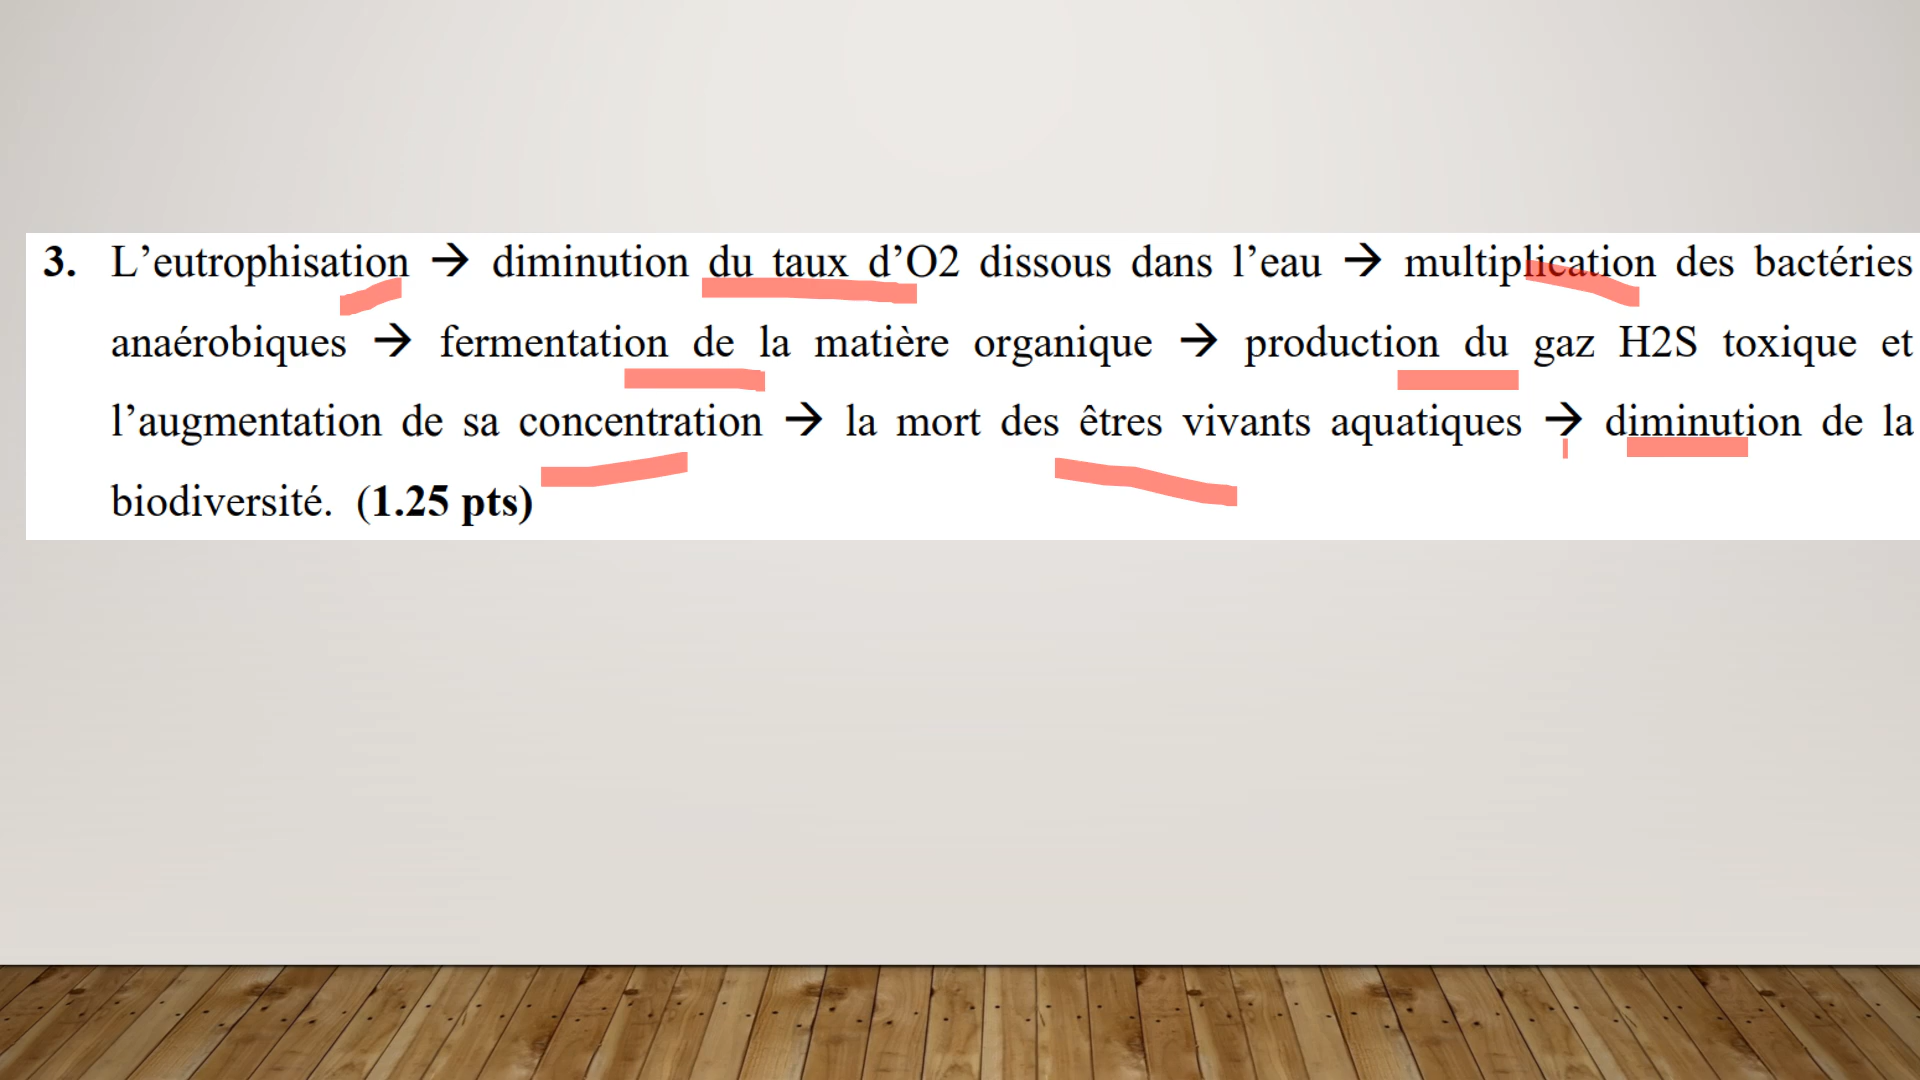 3. L’eutrophisation → diminution du taux d’O2 dissous dans l’eau → multiplication des bactéries
anaérobiques → fermentation de la matière organique → production du gaz H2S toxique et
l’augmentation de sa concentration → la mort des êtres vivants aquatiques → diminution de la
biodiversité. (1.25 pts)